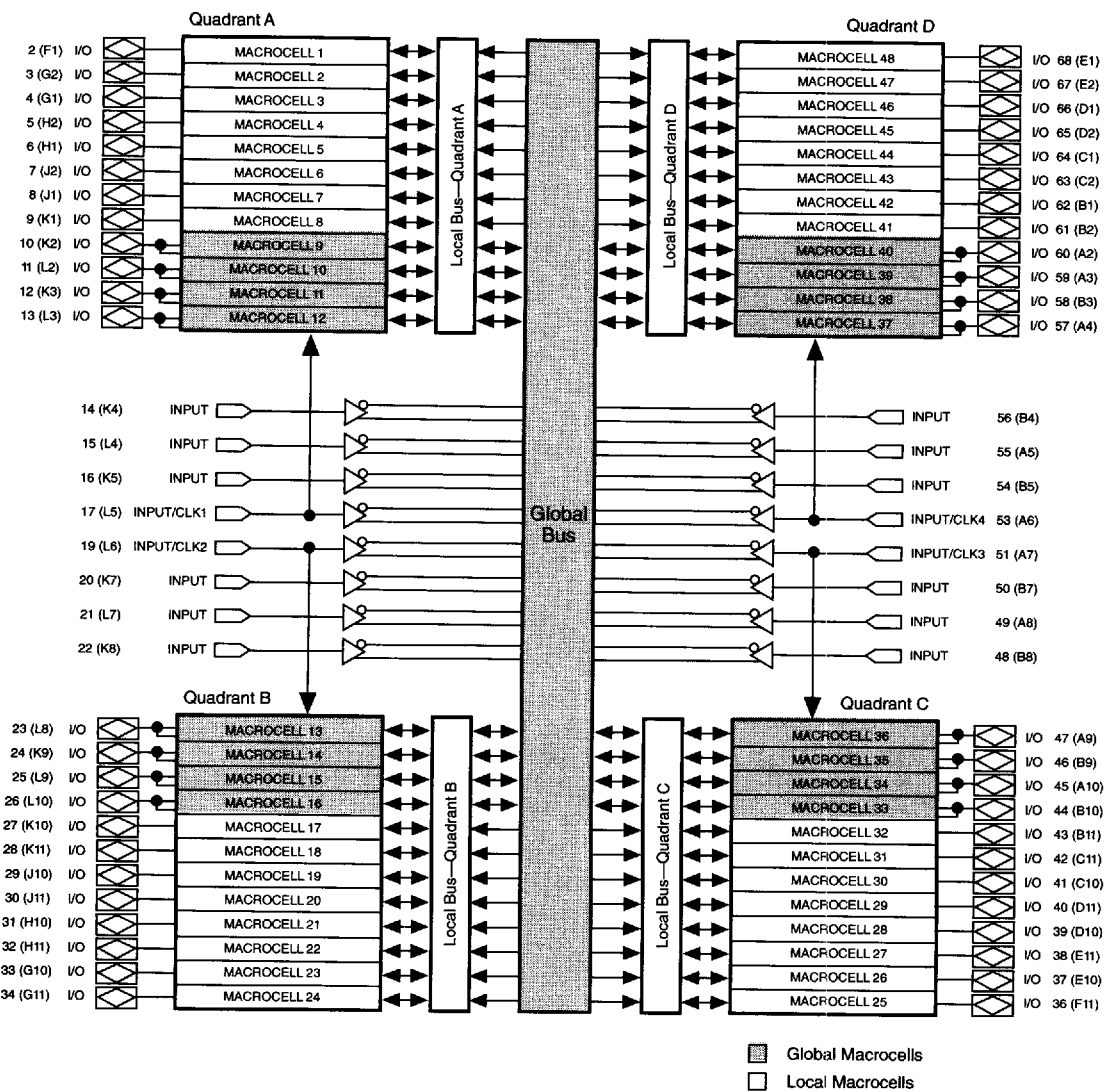 Quadrant A
Quadrant D
2 (F1) I/O MACROCELL 1
3 (G2) I/O MACROCELL 2
4 (G1) I/O MACROCELL 3
5 (H2) I/O MACROCELL 4
6 (H1) I/O MACROCELL 5
7 (J2) I/O MACROCELL 6
8 (J1) I/O MACROCELL 7
9 (K1) I/O MACROCELL 8
10 (K2) I/O MACROCELL 9
11 (L2) I/O MACROCELL 10
12 (K3) I/O MACROCELL 11
13 (L3) I/O MACROCELL 12
Local Bus—Quadrant A
Local Bus—Quadrant D
MACROCELL 48 I/O 68 (E1)
MACROCELL 47 I/O 67 (E2)
MACROCELL 46 I/O 66 (D1)
MACROCELL 45 I/O 65 (D2)
MACROCELL 44 I/O 64 (C1)
MACROCELL 43 I/O 63 (C2)
MACROCELL 42 I/O 62 (B1)
MACROCELL 41 I/O 61 (B2)
MACROCELL 40 I/O 60 (A2)
MACROCELL 39 I/O 59 (A3)
MACROCELL 38 I/O 58 (B3)
MACROCELL 37 I/O 57 (A4)
14 (K4) INPUT
15 (L4) INPUT
16 (K5) INPUT
17 (L5) INPUT/CLK1
19 (L6) INPUT/CLK2
20 (K7) INPUT
21 (L7) INPUT
22 (K8) INPUT
Global
Bus
INPUT 56 (B4)
INPUT 55 (A5)
INPUT 54 (B5)
INPUT/CLK4 53 (A6)
INPUT/CLK3 51 (A7)
INPUT 50 (B7)
INPUT 49 (A8)
INPUT 48 (B8)
Quadrant B
Quadrant C
23 (L8) I/O MACROCELL 13
24 (K9) I/O MACROCELL 14
25 (L9) I/O MACROCELL 15
26 (L10) I/O MACROCELL 16
27 (K10) I/O MACROCELL 17
28 (K11) I/O MACROCELL 18
29 (J10) I/O MACROCELL 19
30 (J11) I/O MACROCELL 20
31 (H10) I/O MACROCELL 21
32 (H11) I/O MACROCELL 22
33 (G10) I/O MACROCELL 23
34 (G11) I/O MACROCELL 24
Local Bus—Quadrant B
Local Bus—Quadrant C
MACROCELL 36 I/O 47 (A9)
MACROCELL 35 I/O 46 (B9)
MACROCELL 34 I/O 45 (A10)
MACROCELL 33 I/O 44 (B10)
MACROCELL 32 I/O 43 (B11)
MACROCELL 31 I/O 42 (C11)
MACROCELL 30 I/O 41 (C10)
MACROCELL 29 I/O 40 (D11)
MACROCELL 28 I/O 39 (D10)
MACROCELL 27 I/O 38 (E11)
MACROCELL 26 I/O 37 (E10)
MACROCELL 25 I/O 36 (F11)
Global Macrocells
Local Macrocells